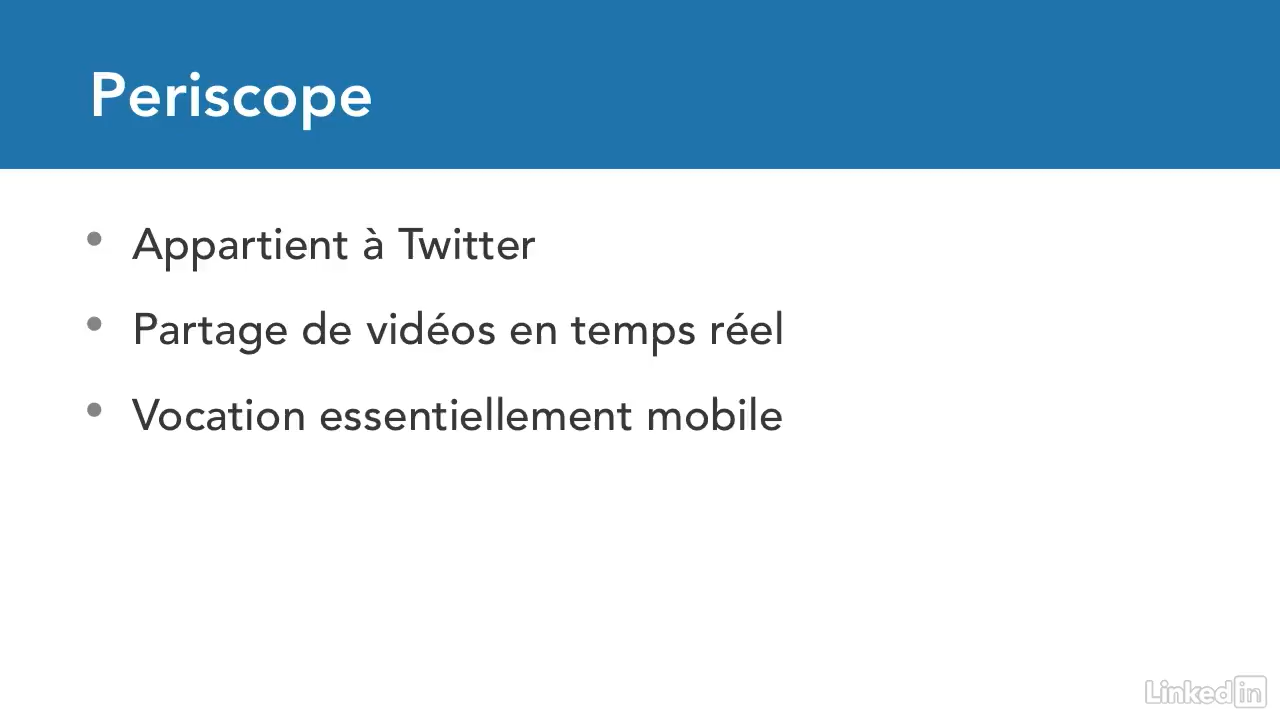 Periscope
• Appartient à Twitter
• Partage de vidéos en temps réel
• Vocation essentiellement mobile
Linkedin